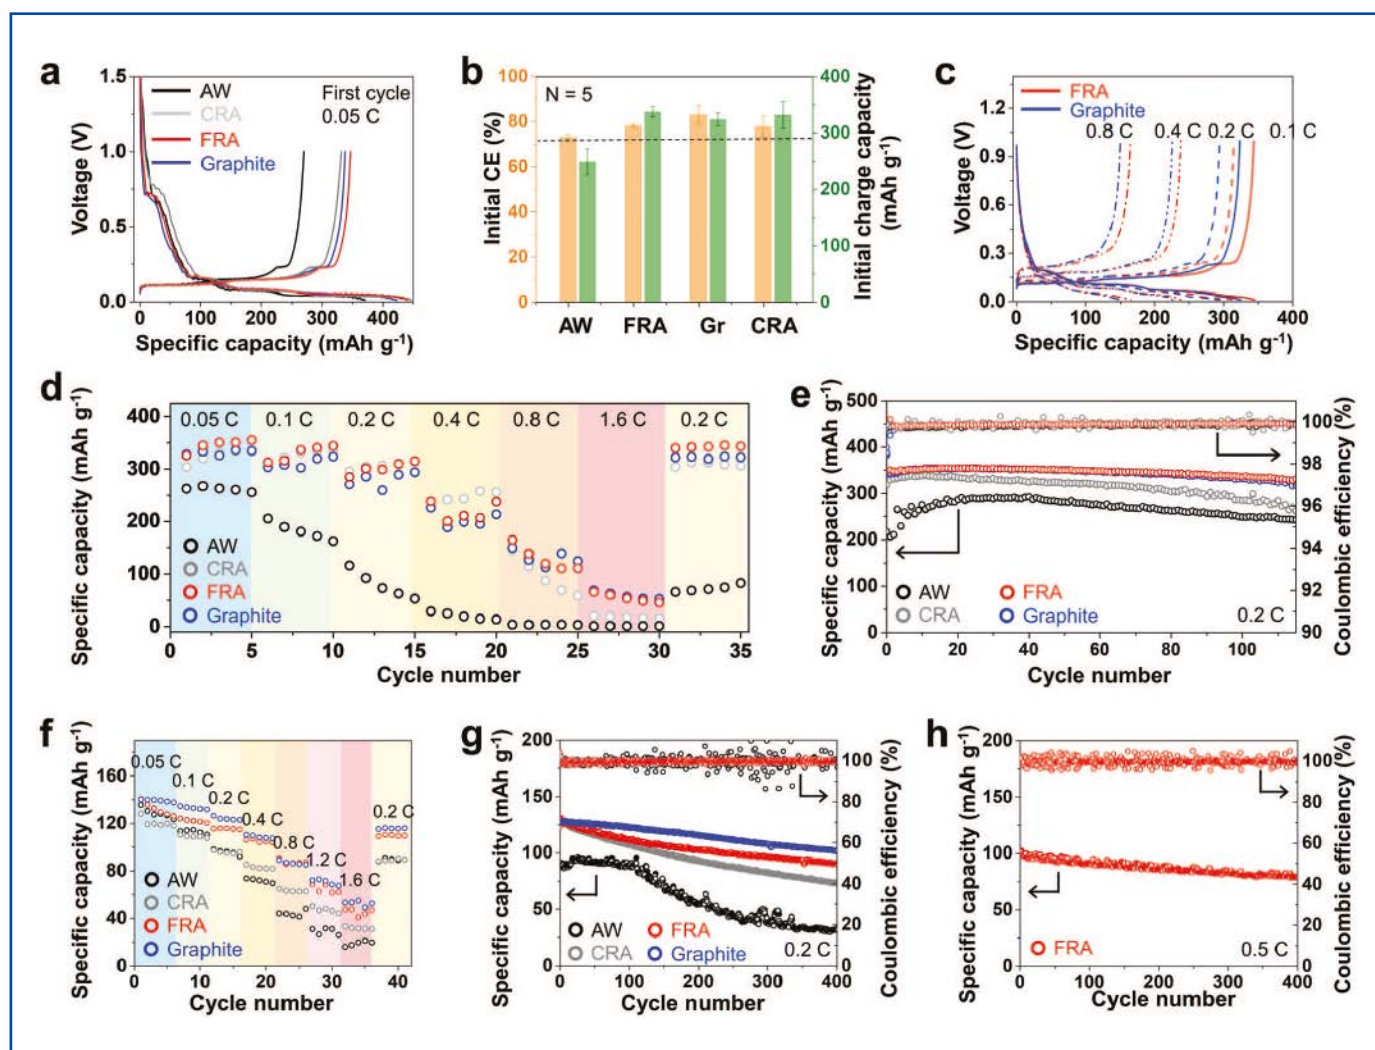 a
1.5
1.0
0.5
0.0
Voltage (V)
AW
CRA
FRA
Graphite
First cycle
0.05 C
0 100 200 300 400
Specific capacity (mAh g⁻¹)
b
100
80
60
40
20
0
Initial CE (%)
N = 5
AW FRA Gr CRA
400
300
200
100
0
Initial charge capacity
(mAh g⁻¹)
c
1.2
0.9
0.6
0.3
0.0
Voltage (V)
FRA
Graphite
0.8 C 0.4 C 0.2 C 0.1 C
0 100 200 300 400
Specific capacity (mAh g⁻¹)
d
400
300
200
100
0
Specific capacity (mAh g⁻¹)
0.05 C 0.1 C 0.2 C 0.4 C 0.8 C 1.6 C 0.2 C
AW
CRA
FRA
Graphite
0 5 10 15 20 25 30 35
Cycle number
e
500
400
300
200
100
0
Specific capacity (mAh g⁻¹)
AW FRA
CRA Graphite
0.2 C
100
98
96
94
92
90
Coulombic efficiency (%)
0 20 40 60 80 100
Cycle number
f
160
120
80
40
0
Specific capacity (mAh g⁻¹)
0.05 C
0.1 C
0.2 C
0.4 C
0.8 C
1.2 C
1.6 C
0.2 C
AW
CRA
FRA
Graphite
0 10 20 30 40
Cycle number
g
200
150
100
50
0
Specific capacity (mAh g⁻¹)
AW FRA
CRA Graphite
0.2 C
100
80
60
40
20
0
Coulombic efficiency (%)
0 100 200 300 400
Cycle number
h
200
150
100
50
0
Specific capacity (mAh g⁻¹)
FRA
0.5 C
100
80
60
40
20
0
Coulombic efficiency (%)
0 100 200 300 400
Cycle number